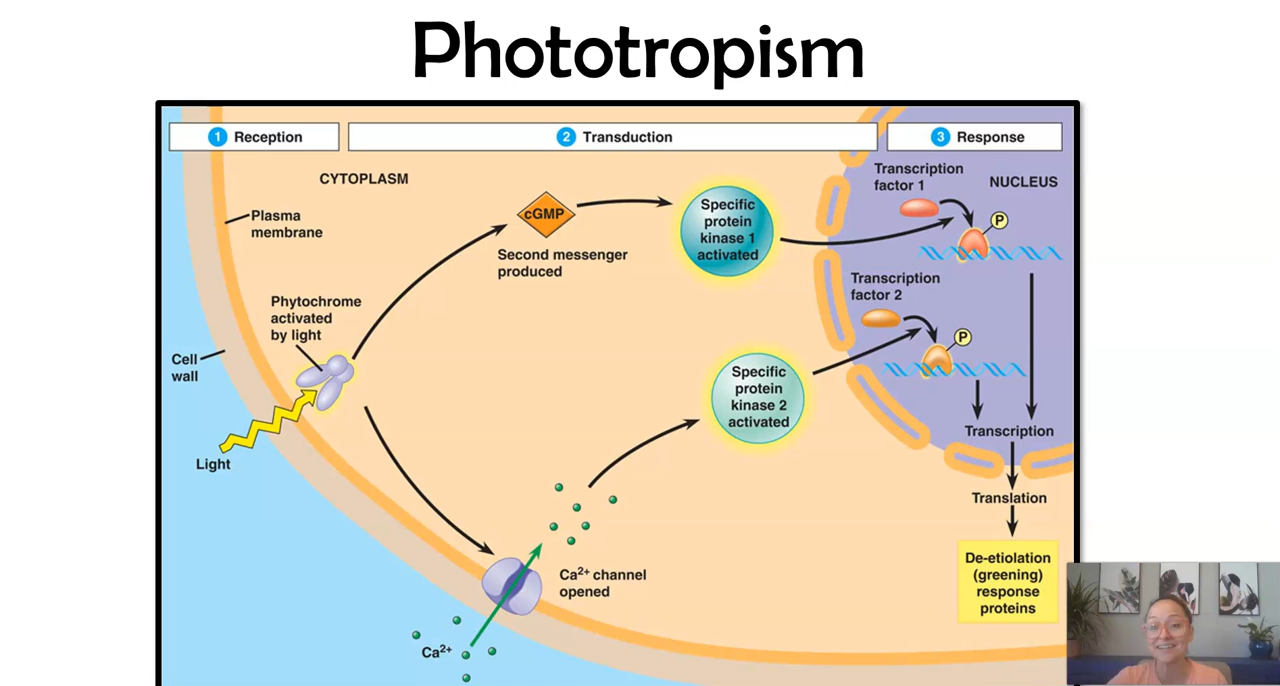 Phototropism
1 Reception
2 Transduction
3 Response
CYTOPLASM
NUCLEUS
Plasma
membrane
cGMP
Second messenger
produced
Specific
protein
kinase 1
activated
Transcription
factor 1
P
Phytochrome
activated
by light
Cell
wall
Light
Transcription
factor 2
P
Specific
protein
kinase 2
activated
Transcription
Translation
De-etiolation
(greening)
response
proteins
Ca2+ channel
opened
Ca2+